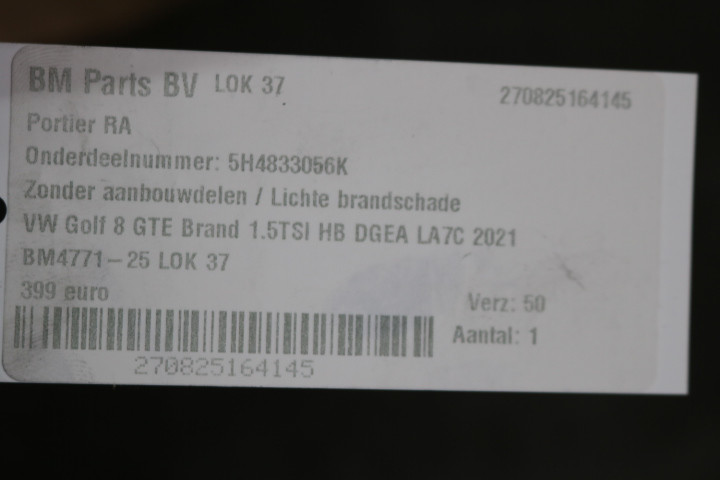 BM Parts BV LOK 37
270825164145
Portier RA
Onderdeelnummer: 5H4833056K
Zonder aanbouwdelen / Lichte brandschade
VW Golf 8 GTE Brand 1.5TSI HB DGEA LA7C 2021
BM4771-25 LOK 37
399 euro
Verz: 50
Aantal: 1
270825164145